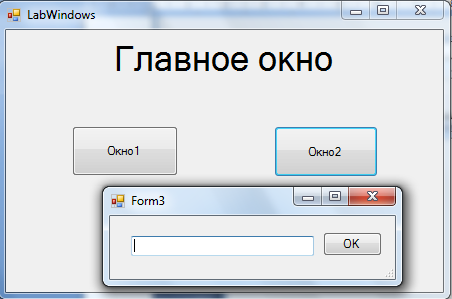 LabWindows
Главное окно
Окно1
Окно2
Form3
OK